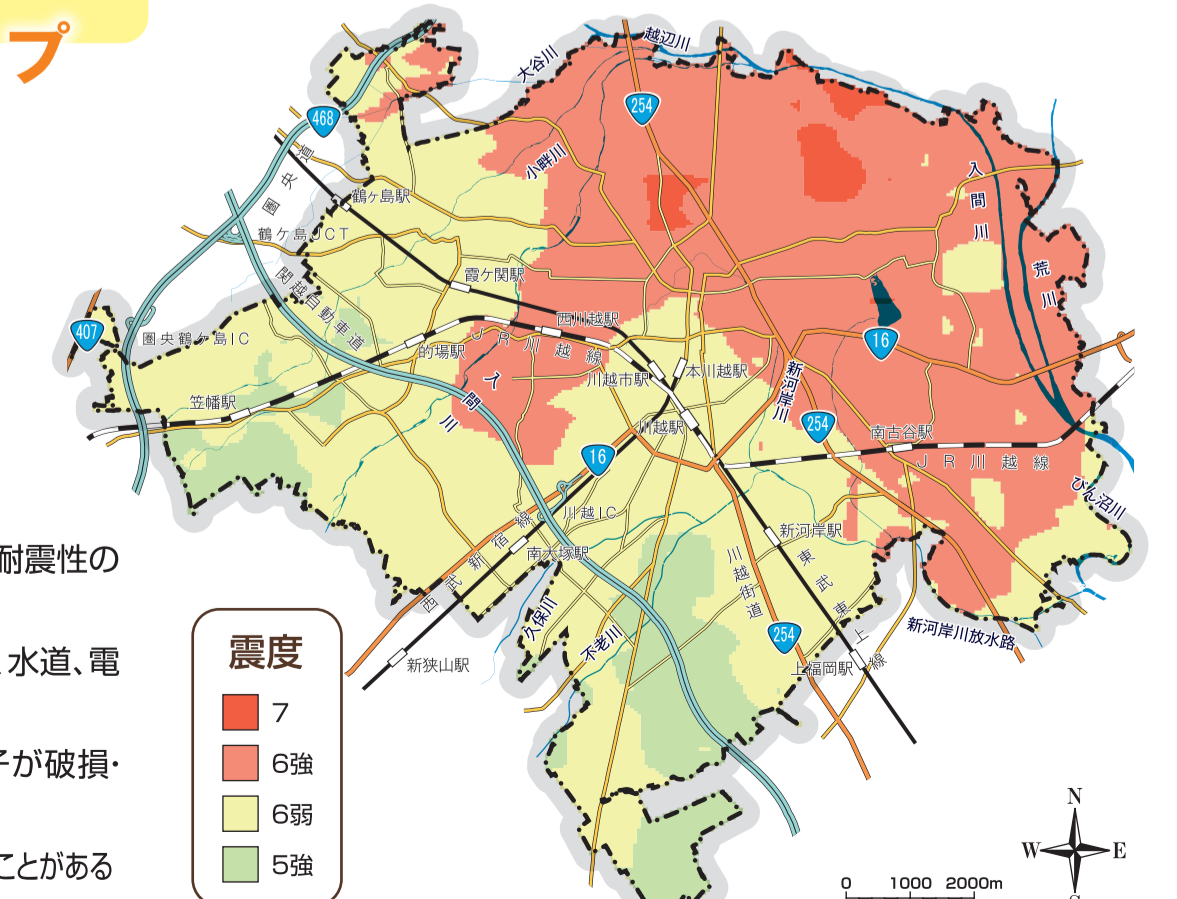 プ
越辺川
大谷川
254
468
圏央道
小畔川
入間川
鶴ヶ島駅
鶴ケ島JCT
荒川
霞ケ関駅
関越自動車道
407
圏央鶴ケ島IC
西川越駅
JR川越線
16
的場駅
川越市駅
本川越駅
入間川
新河岸川
笠幡駅
川越駅
254
南古谷駅
JR川越線
16
びん沼川
川越IC
西武新宿線
南大塚駅
新河岸駅
川越街道
東武東上線
久保川
不老川
254
新河岸川放水路
新狭山駅
上福岡駅
耐震性の
水道、電
子が破損・
ことがある
震度
7
6強
6弱
5強
N
W E
S
0 1000 2000m